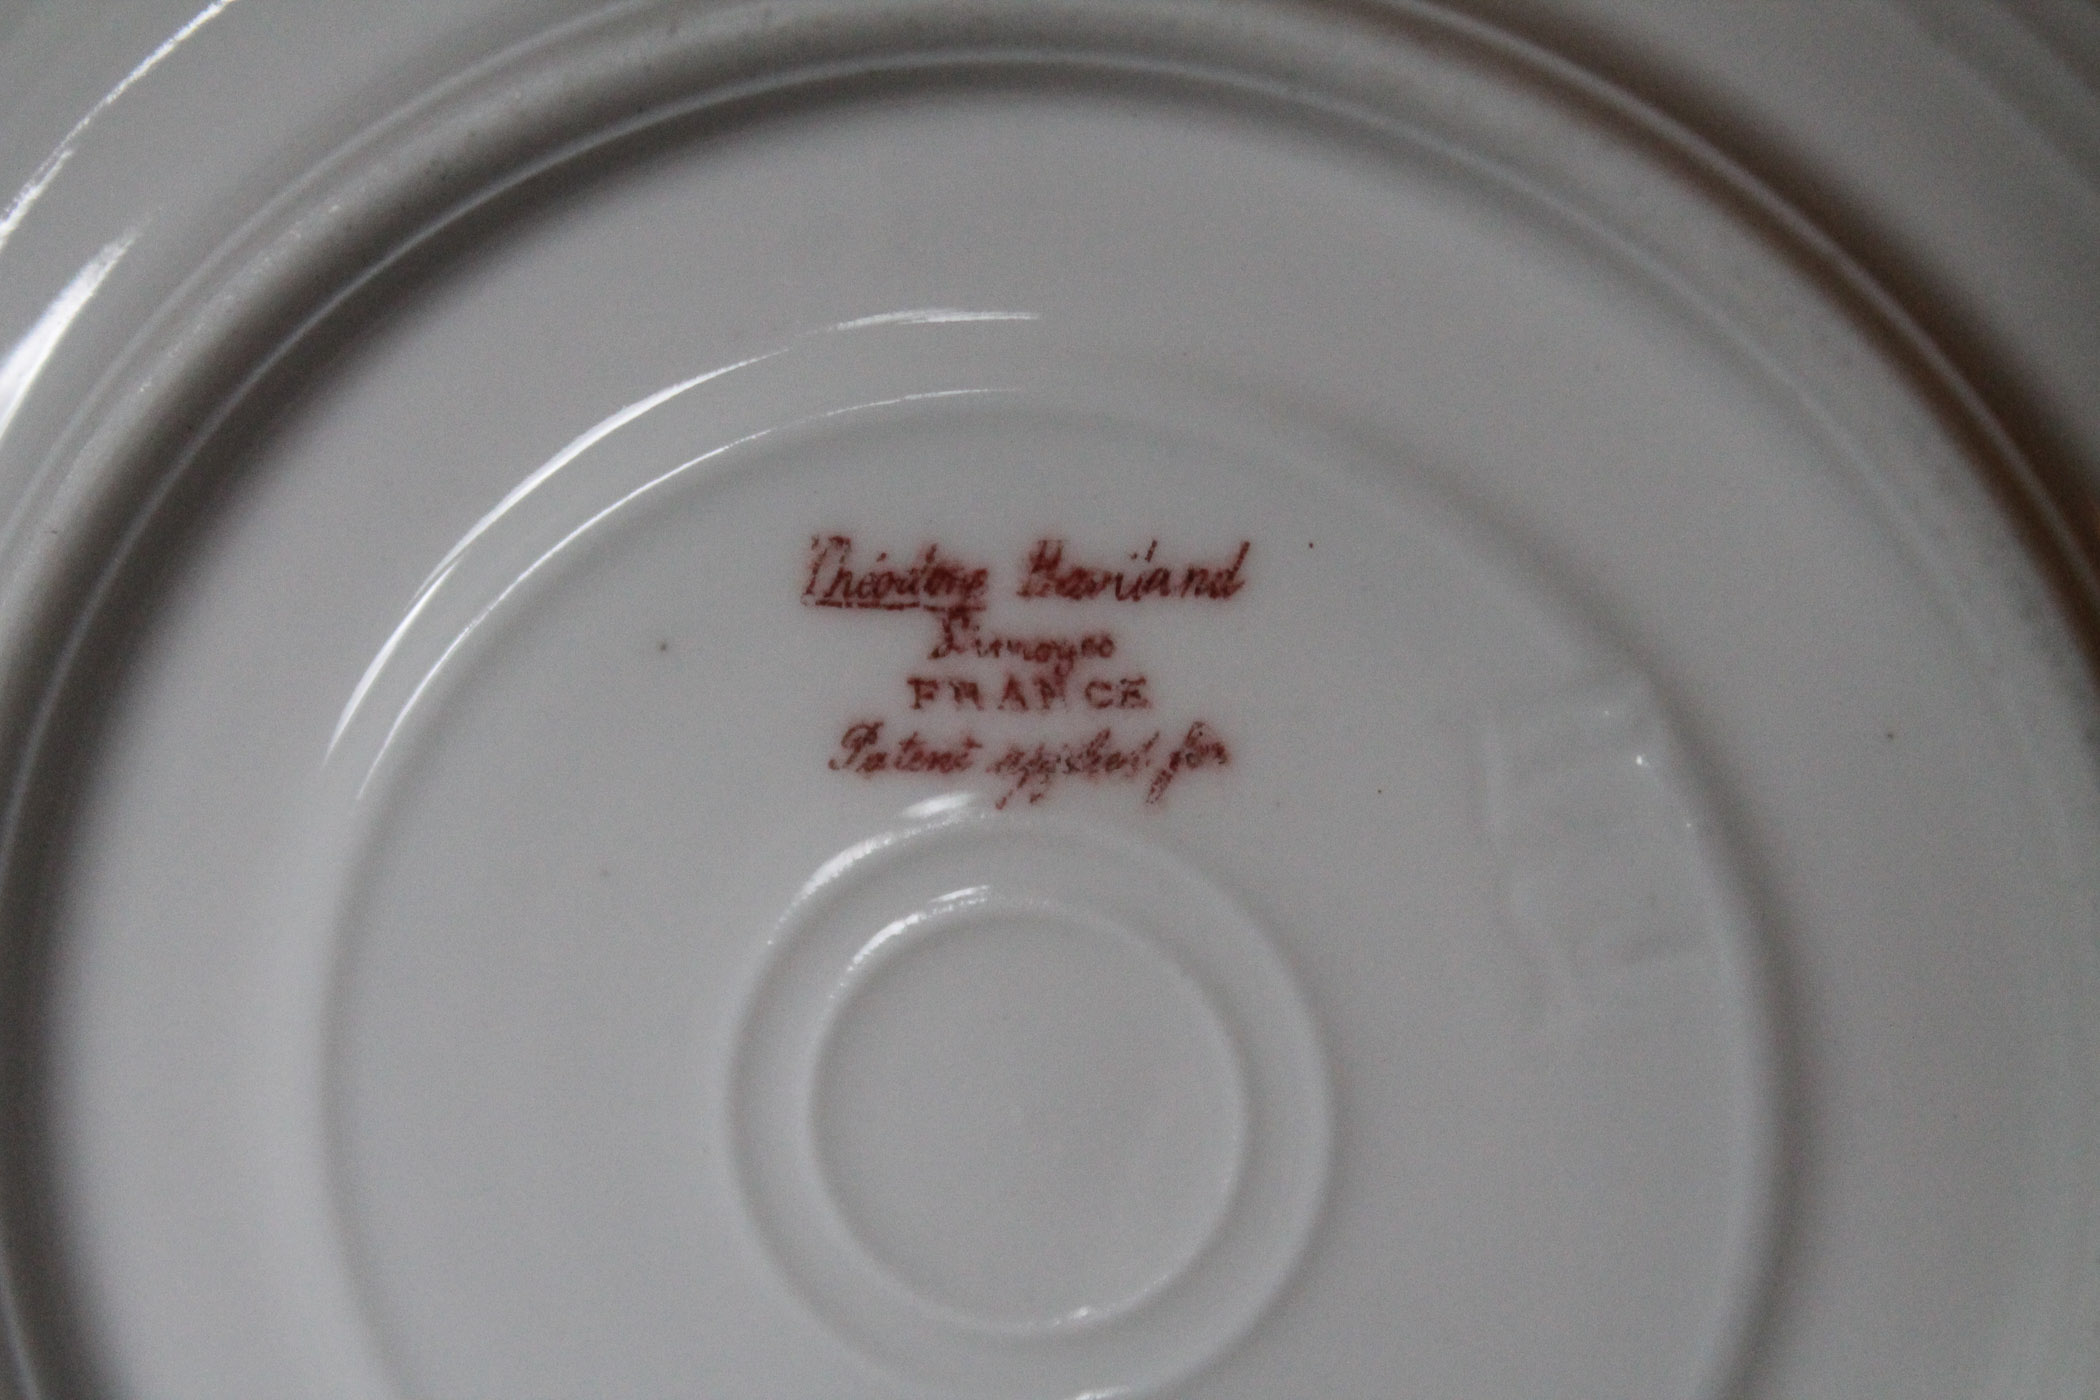 Théodore Haviland
Limoges
FRANCE
Patent applied for